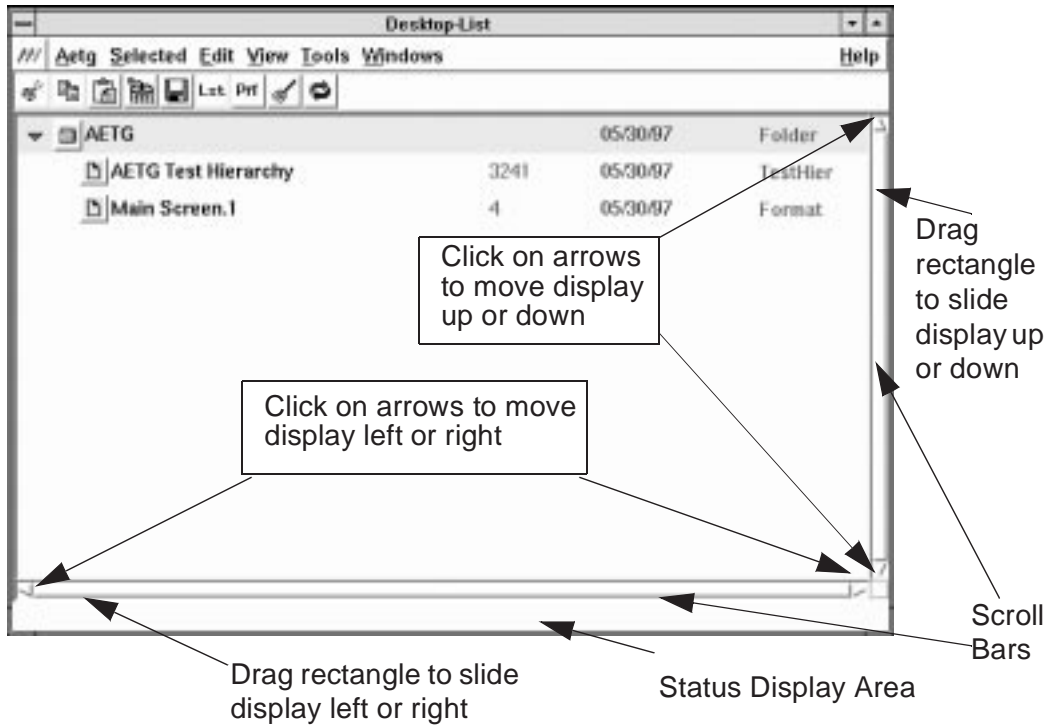 Desktop-List
Aetg Selected Edit View Tools Windows Help
Lst Prf
AETG 05/30/97 Folder
AETG Test Hierarchy 3241 05/30/97 TestHier
Main Screen.1 4 05/30/97 Format
Click on arrows
to move display
up or down
Drag
rectangle
to slide
display up
or down
Click on arrows to move
display left or right
Scroll
Bars
Drag rectangle to slide
display left or right
Status Display Area